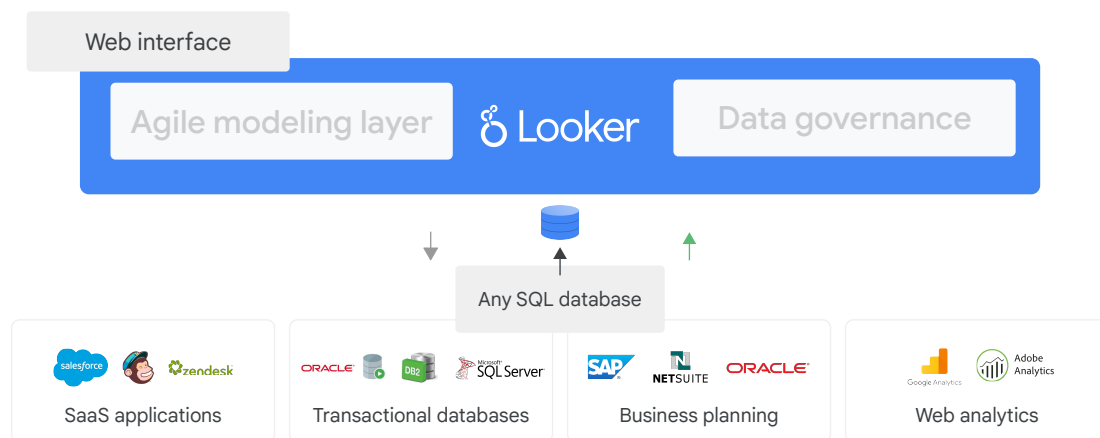 Web interface
Agile modeling layer
Looker
Data governance
Any SQL database
salesforce
zendesk
ORACLE
DB2
Microsoft
SQL Server
SAP
NETSUITE
ORACLE
Google Analytics
Adobe
Analytics
SaaS applications
Transactional databases
Business planning
Web analytics